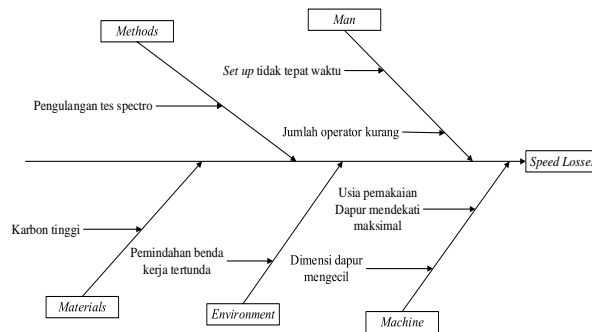 Man
Methods
Set up tidak tepat waktu
Pengulangan tes spectro
Jumlah operator kurang
Speed Losses
Usia pemakaian
Dapur mendekati
maksimal
Karbon tinggi
Pemindahan benda
kerja tertunda
Dimensi dapur
mengecil
Materials
Environment
Machine